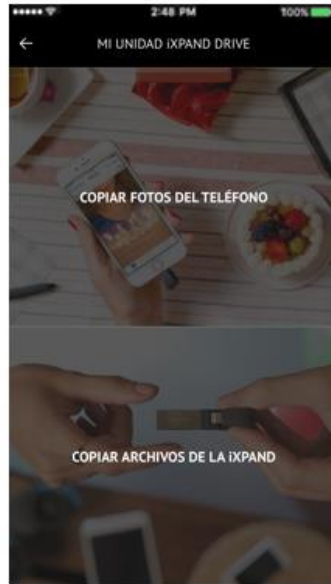 2:48 PM
100%
MI UNIDAD iXPAND DRIVE
COPIAR FOTOS DEL TELÉFONO
COPIAR ARCHIVOS DE LA iXPAND